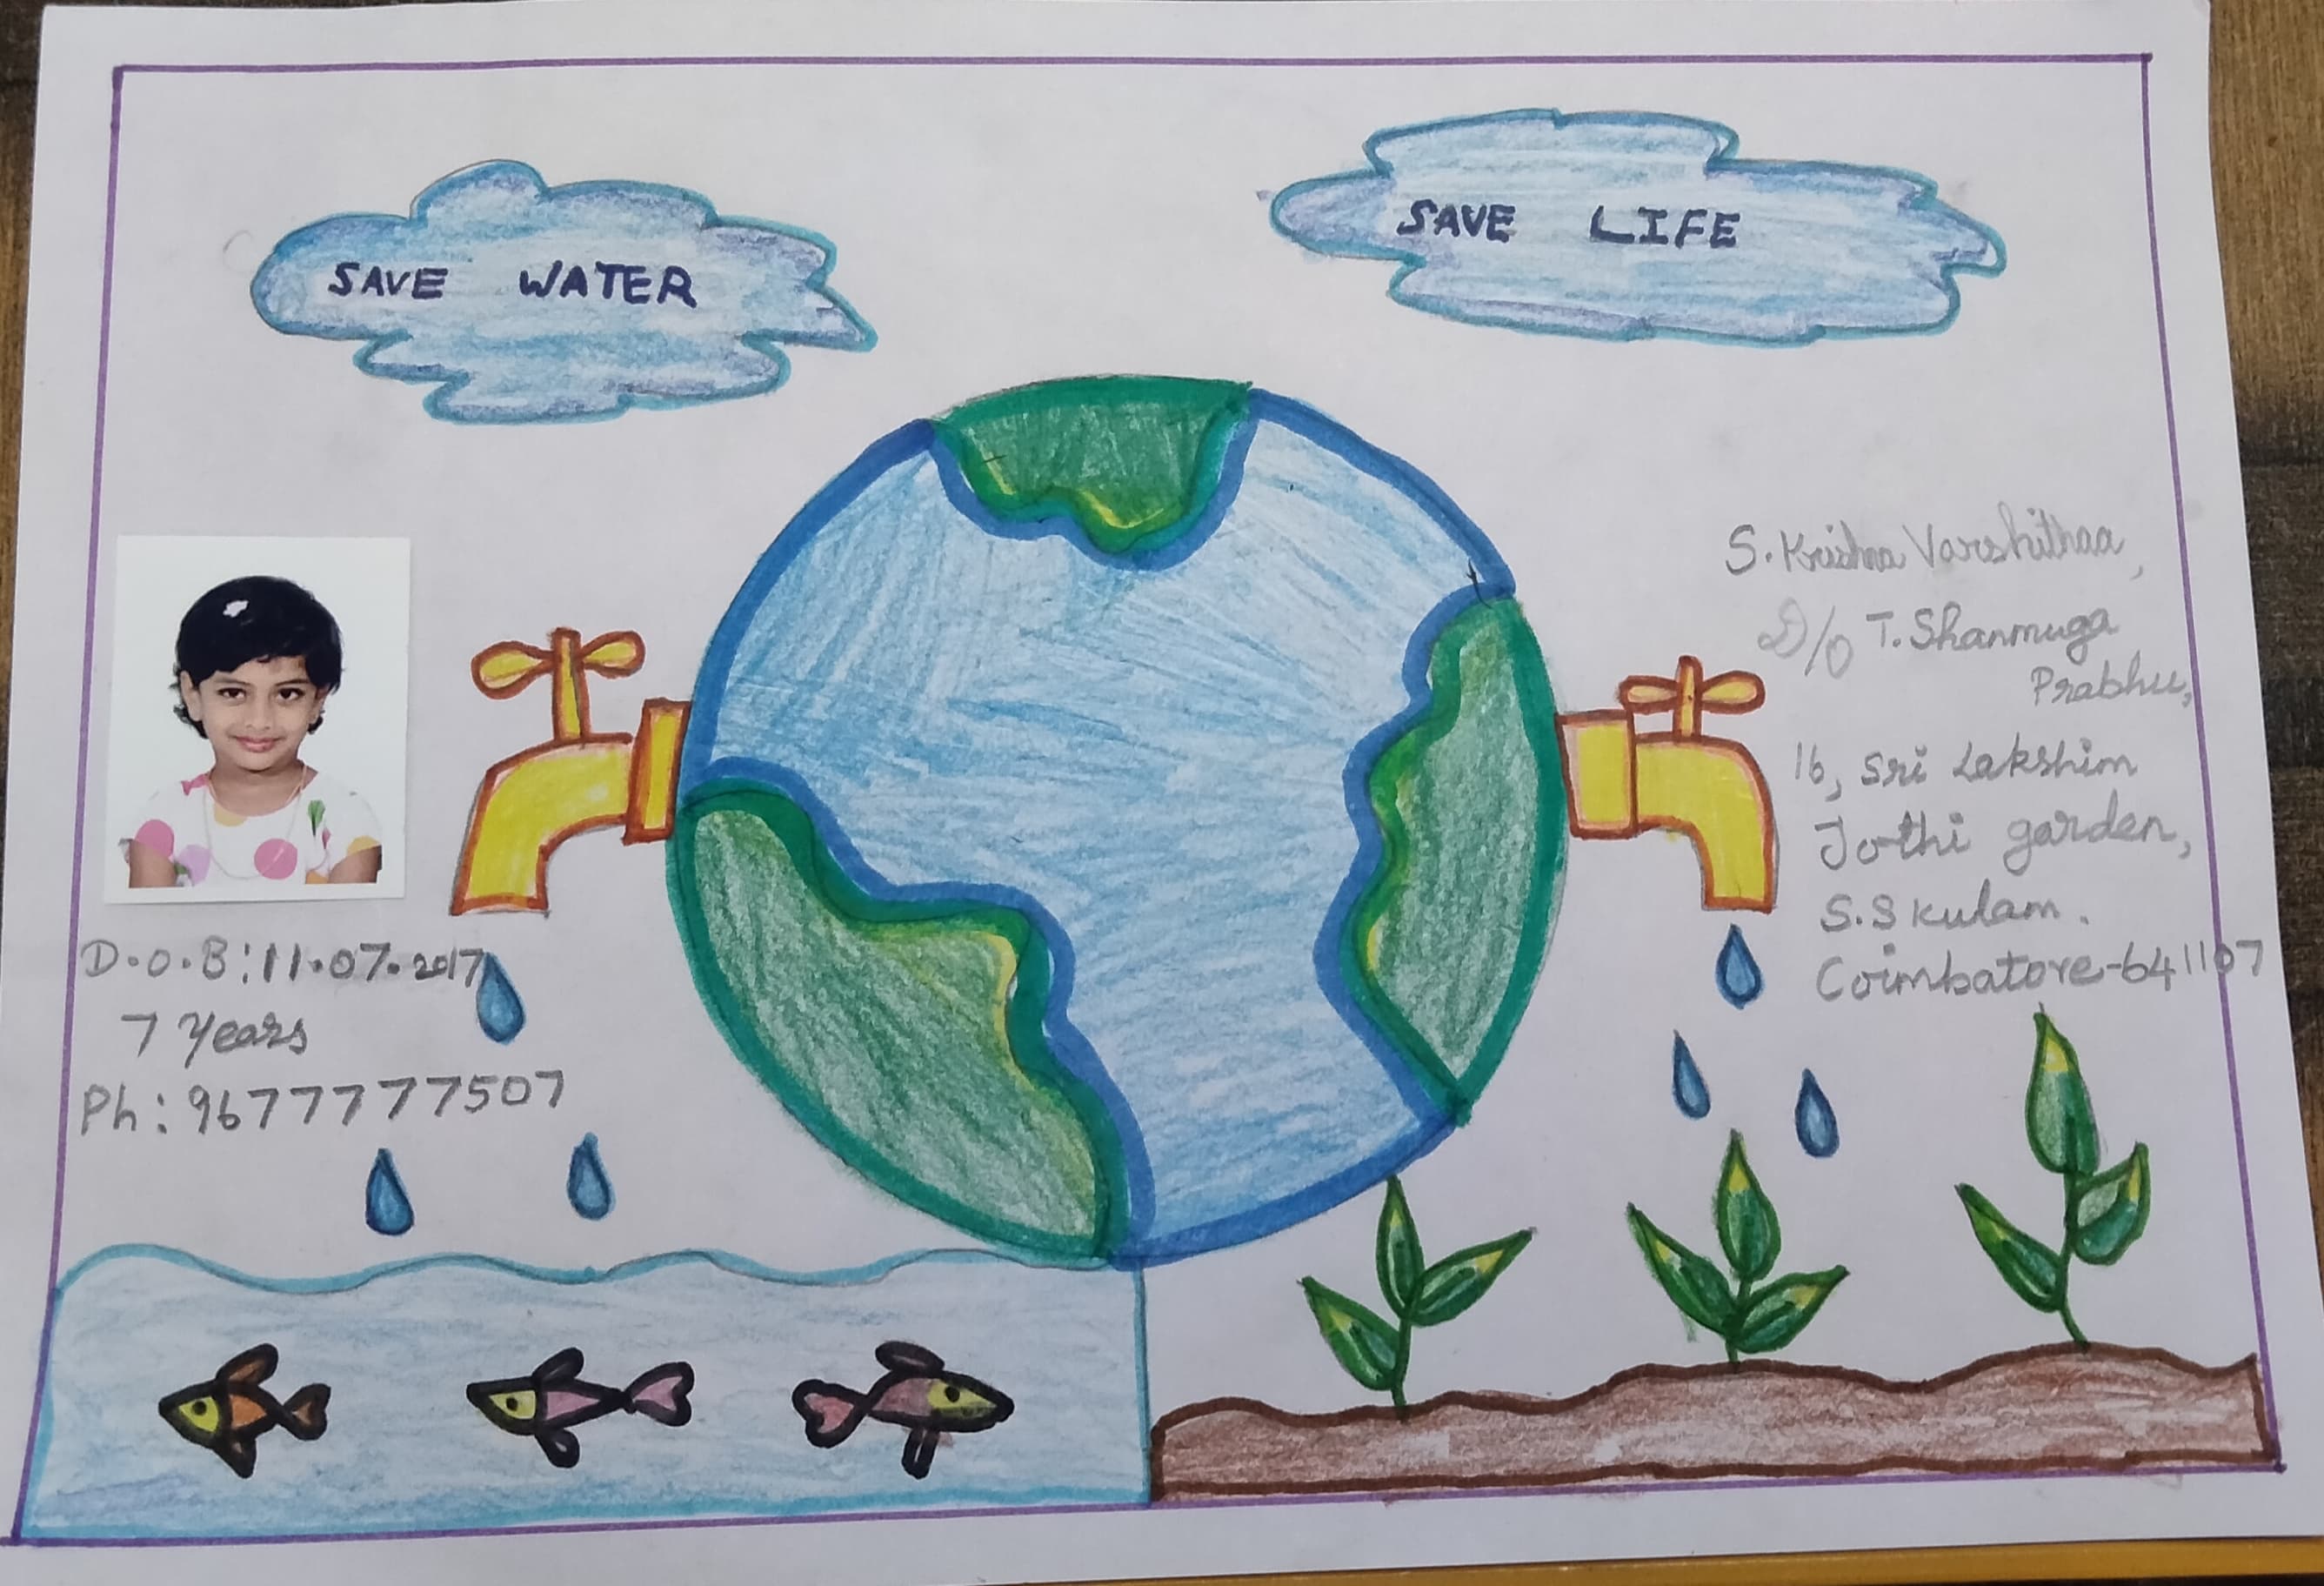 SAVE WATER
SAVE LIFE
S. Krishna Varshithaa,
D/o T. Shanmuga
Prabhu,
16, Sri Lakshim
Jothi garden,
S.S kulam.
Coimbatore-641107
D.O.B: 11.07.2017
7 Years
Ph: 9677777507